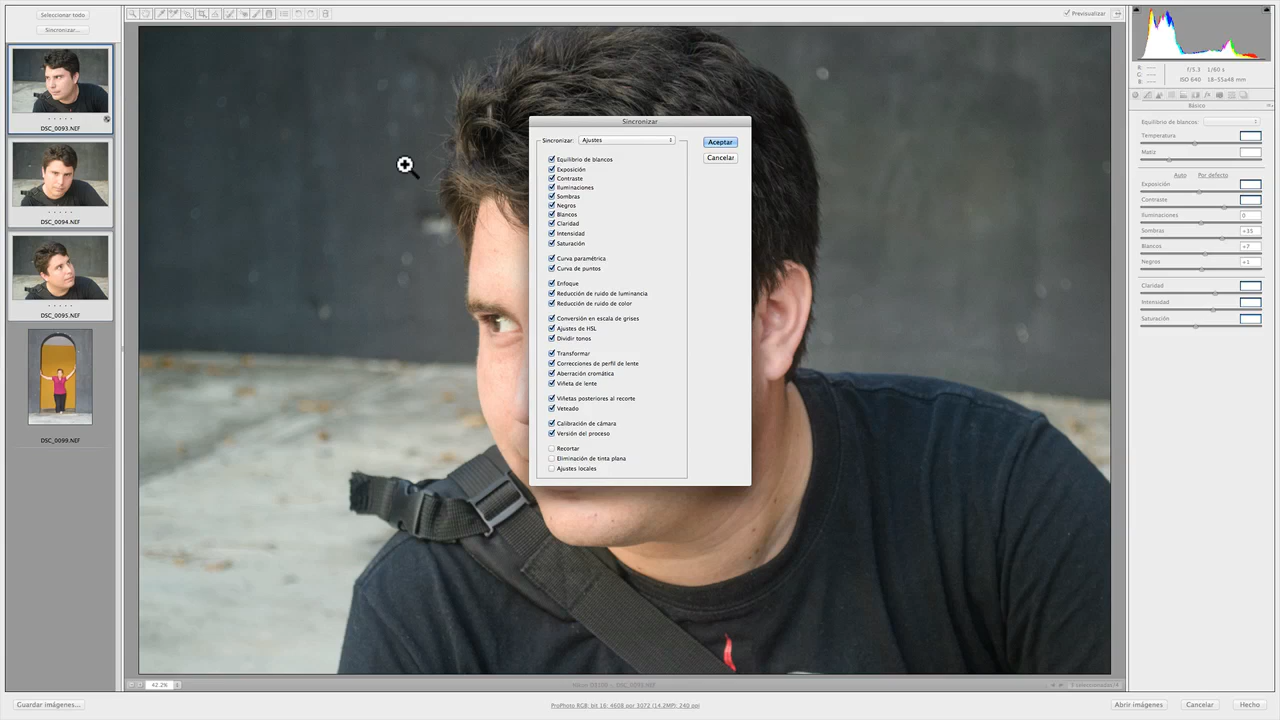 Seleccionar todo
Sincronizar...
DSC_0093.NEF
DSC_0094.NEF
DSC_0095.NEF
DSC_0099.NEF
Previsualizar
Sincronizar
Sincronizar: Ajustes
Aceptar
Cancelar
Equilibrio de blancos
Exposición
Contraste
Iluminaciones
Sombras
Negros
Blancos
Claridad
Intensidad
Saturación
Curva paramétrica
Curva de puntos
Enfoque
Reducción de ruido de luminancia
Reducción de ruido de color
Conversión en escala de grises
Ajustes de HSL
Dividir tonos
Transformar
Correcciones de perfil de lente
Aberración cromática
Viñeta de lente
Viñetas posteriores al recorte
Veteado
Calibración de cámara
Versión del proceso
Recortar
Eliminación de tinta plana
Ajustes locales
R: ---
G: ---
B: ---
f/5.3 1/60 s
ISO 640 18-55a48 mm
Básico
Equilibrio de blancos:
Temperatura
Matiz
Auto Por defecto
Exposición
Contraste
Iluminaciones 0
Sombras +35
Blancos +7
Negros +1
Claridad
Intensidad
Saturación
42.2%
Guardar imágenes...
ProPhoto RGB; bit 16; 4608 por 3072 (14.2MP); 240 ppi
Abrir imágenes
Cancelar
Hecho